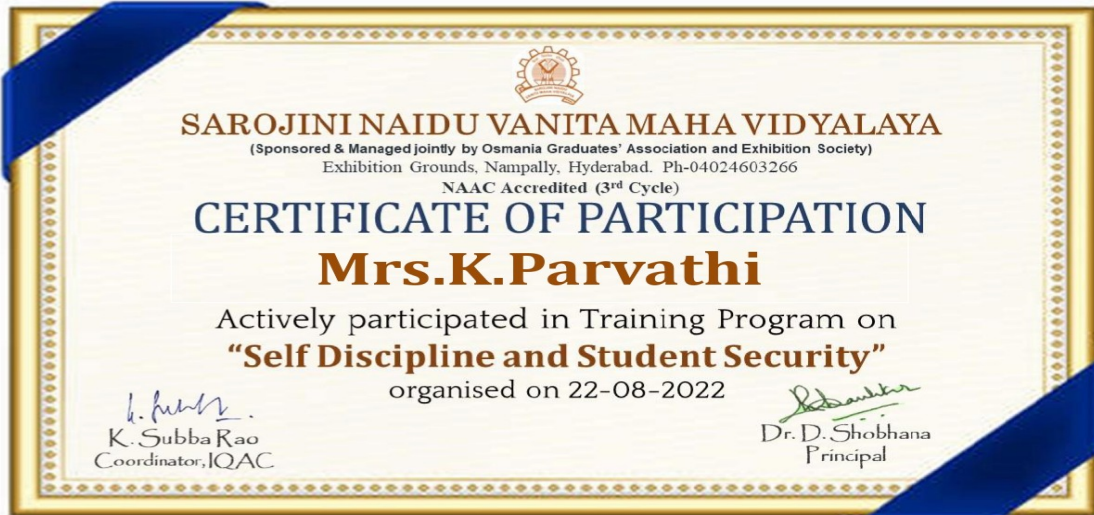 SAROJINI NAIDU VANITA MAHA VIDYALAYA
(Sponsored & Managed jointly by Osmania Graduates' Association and Exhibition Society)
Exhibition Grounds, Nampally, Hyderabad. Ph-04024603266
NAAC Accredited (3rd Cycle)
CERTIFICATE OF PARTICIPATION
Mrs.K.Parvathi
Actively participated in Training Program on
“Self Discipline and Student Security”
organised on 22-08-2022
K. Subba Rao
Coordinator, IQAC
Dr. D. Shobhana
Principal